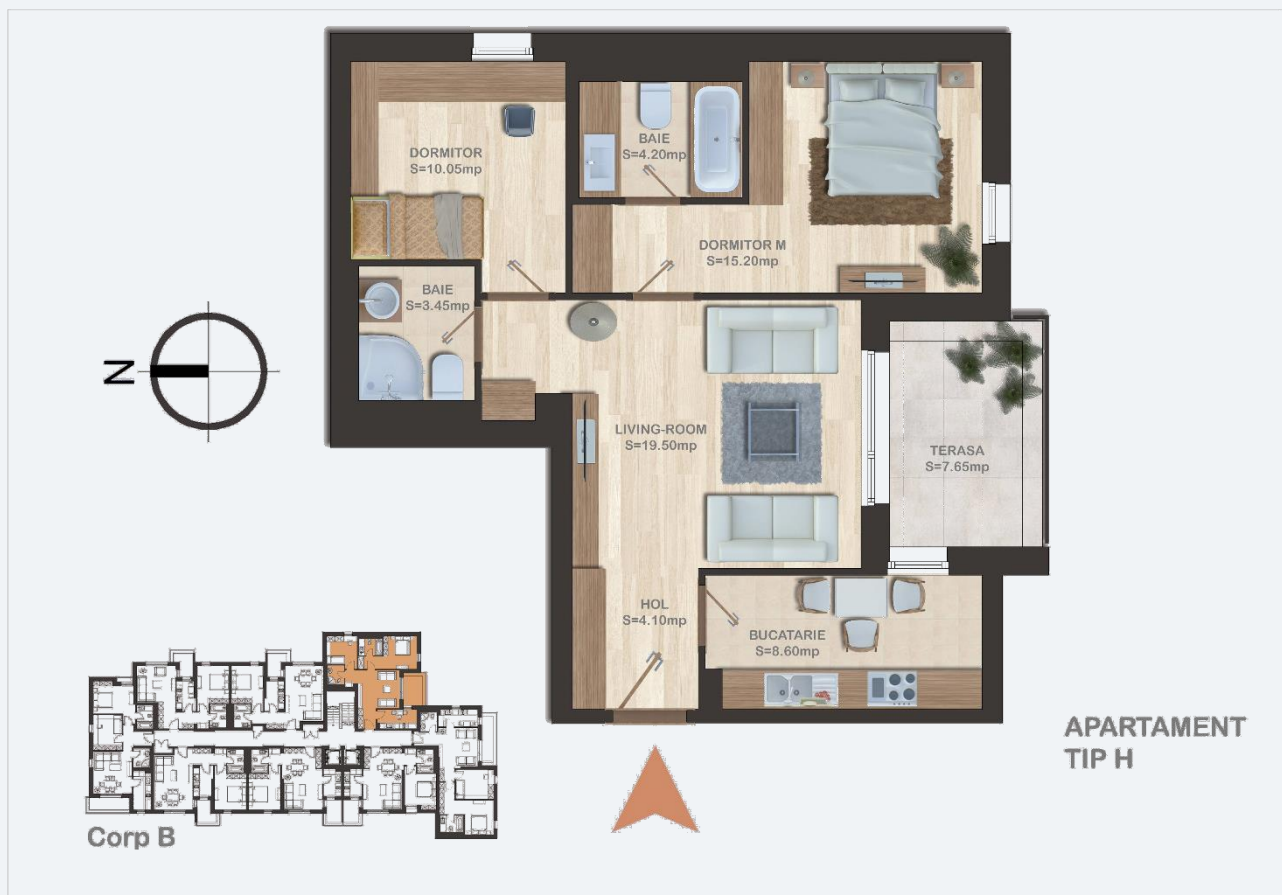 DORMITOR
S=10.05mp
BAIE
S=4.20mp
DORMITOR M
S=15.20mp
BAIE
S=3.45mp
N
LIVING-ROOM
S=19.50mp
TERASA
S=7.65mp
HOL
S=4.10mp
BUCATARIE
S=8.60mp
APARTAMENT
TIP H
Corp B